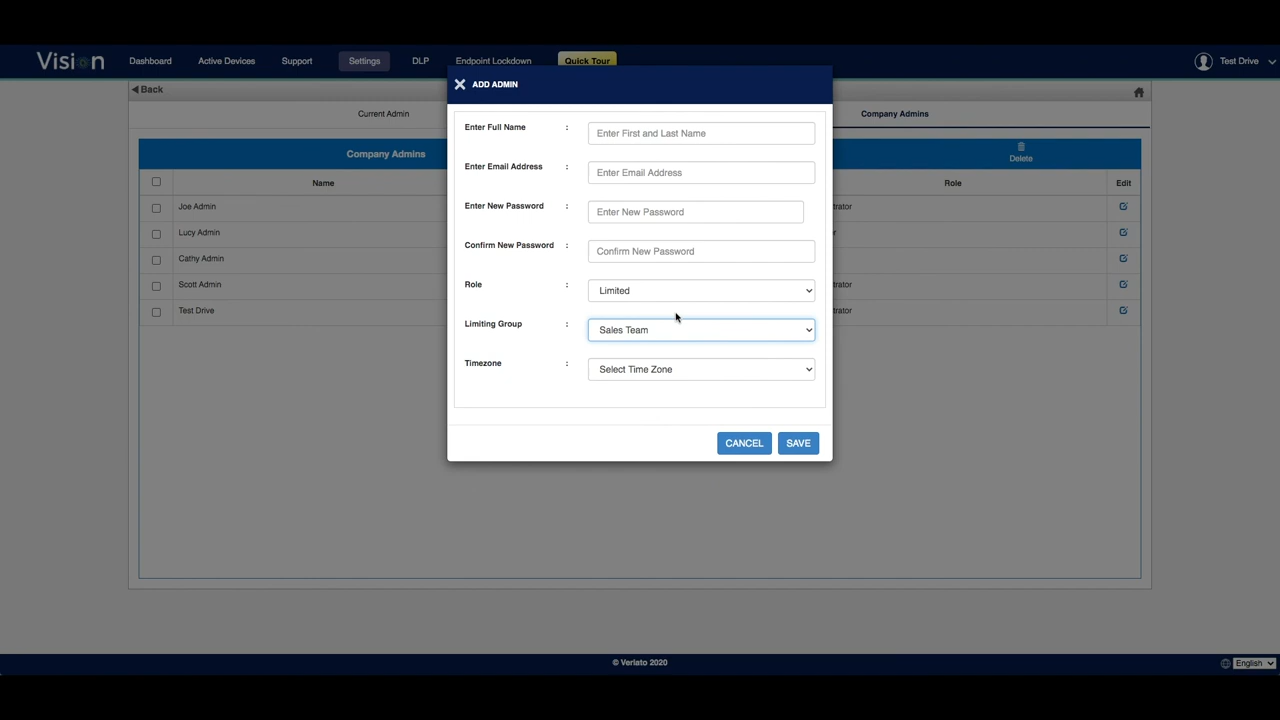 Vision Dashboard Active Devices Support Settings DLP Endpoint Lockdown Quick Tour Test Drive
ADD ADMIN
Back
Current Admin Company Admins
Company Admins Delete
Name Role Edit
Joe Admin trator
Lucy Admin r
Cathy Admin
Scott Admin trator
Test Drive trator
Enter Full Name : Enter First and Last Name
Enter Email Address : Enter Email Address
Enter New Password : Enter New Password
Confirm New Password : Confirm New Password
Role : Limited
Limiting Group : Sales Team
Timezone : Select Time Zone
CANCEL SAVE
© Verlato 2020 English